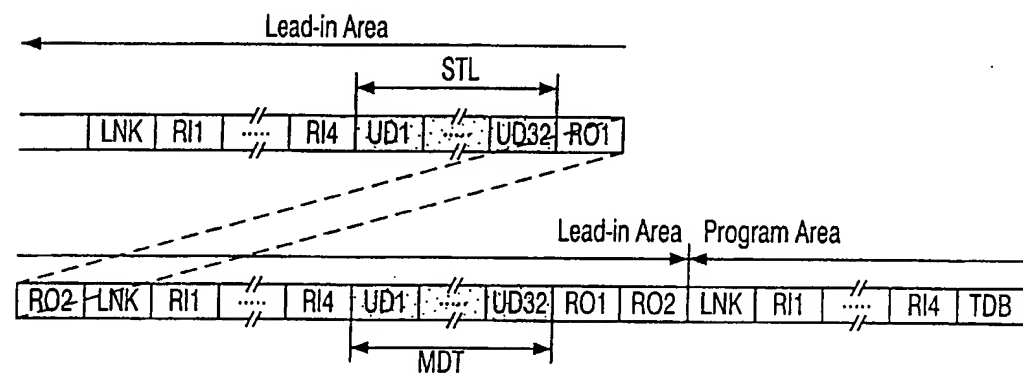 Lead-in Area
STL
LNK RI1 ..... RI4 UD1 ..... UD32 RO1
Lead-in Area Program Area
RO2 LNK RI1 ..... RI4 UD1 ..... UD32 RO1 RO2 LNK RI1 ..... RI4 TDB
MDT